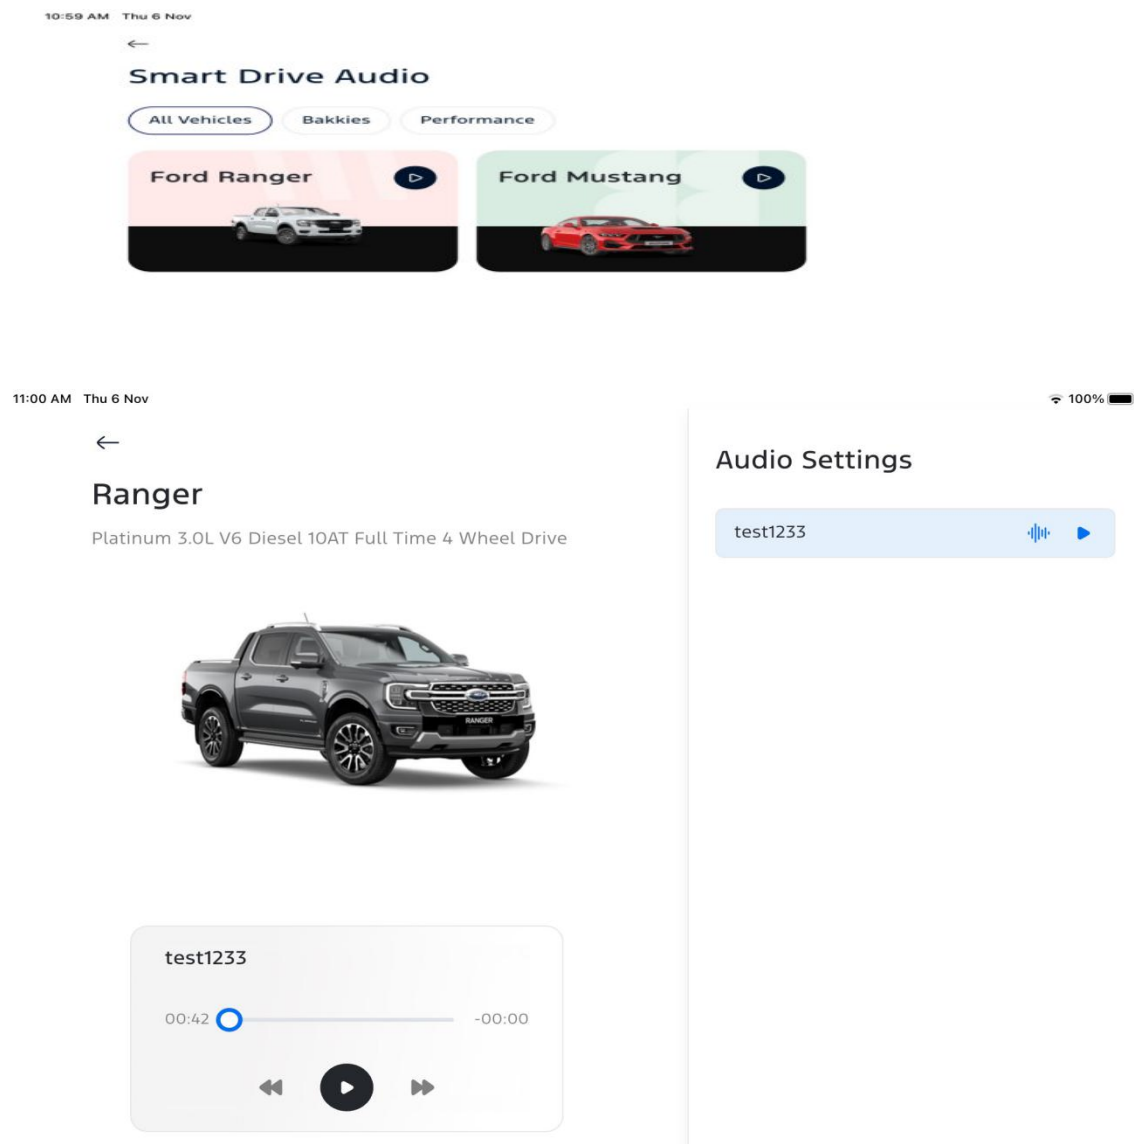 10:59 AM Thu 6 Nov
Smart Drive Audio
All Vehicles Bakkies Performance
Ford Ranger Ford Mustang
11:00 AM Thu 6 Nov 100%
Ranger
Platinum 3.0L V6 Diesel 10AT Full Time 4 Wheel Drive
RANGER
test1233
00:42 -00:00
Audio Settings
test1233